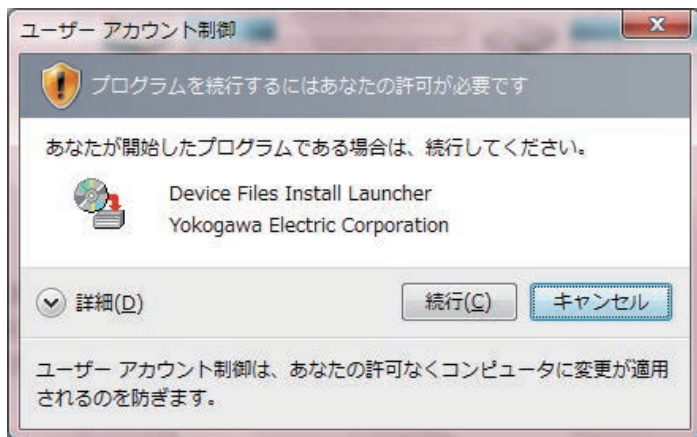 ユーザー アカウント制御
プログラムを続行するにはあなたの許可が必要です
あなたが開始したプログラムである場合は、続行してください。
Device Files Install Launcher
Yokogawa Electric Corporation
詳細(D)
続行(C)
キャンセル
ユーザー アカウント制御は、あなたの許可なくコンピュータに変更が適用
されるのを防ぎます。